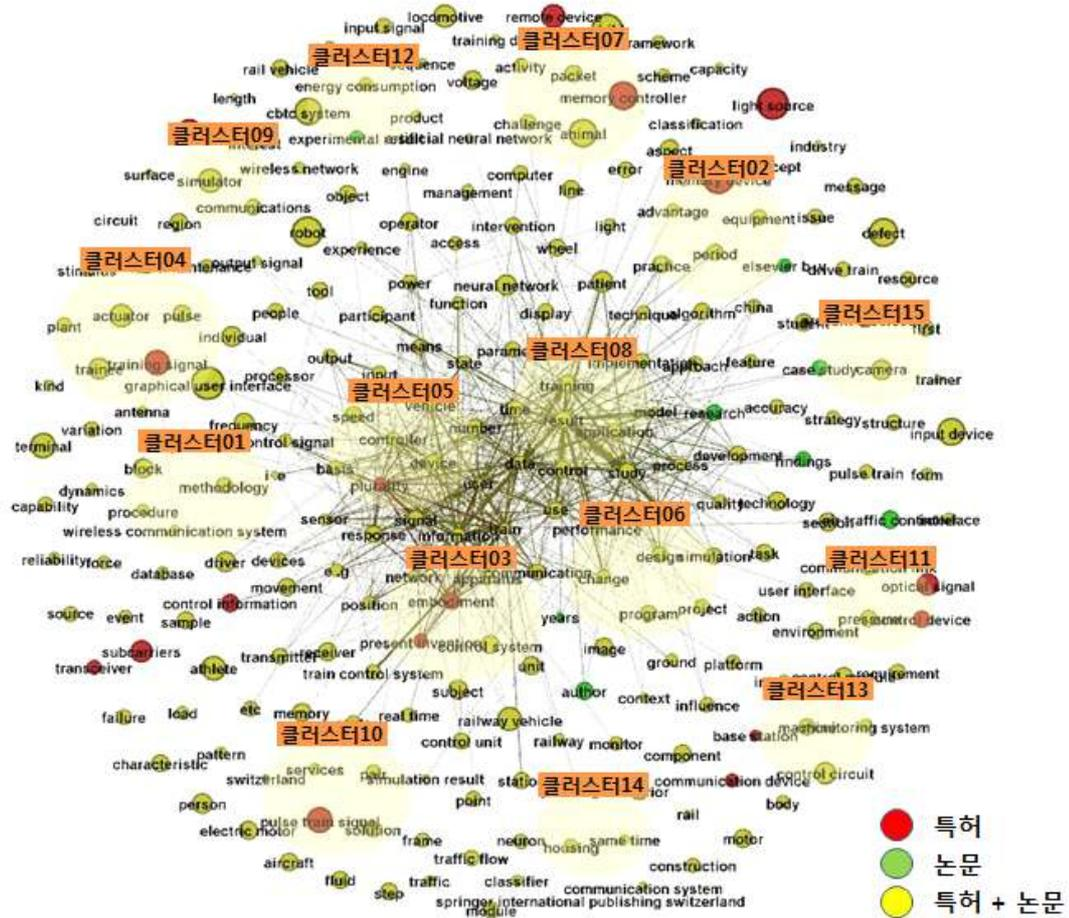 locomotive
remote device
input signal
클러스터07
클러스터12
rail vehicle
energy consumption
voltage
activity
packet
scheme
capacity
length
memory controller
light source
cbtc system
product
challenge
animal
classification
클러스터09
artificial neural network
industry
aspect
surface
simulator
wireless network
engine
computer
error
클러스터02
message
object
management
line
communications
circuit
region
robot
operator
intervention
light
advantage
equipment
issue
defect
experience
access
wheel
클러스터04
output signal
practice
period
drive train
resource
tool
power
neural network
patient
function
actuator
pulse
people
participant
display
technique
algorithm
china
클러스터15
plant
individual
means
output
state
클러스터08
implementation
approach
feature
training signal
case study
camera
trainer
kind
graphical user interface
processor
input
클러스터05
training
antenna
vehicle
time
speed
number
result
application
model
research
accuracy
strategy
structure
variation
frequency
terminal
클러스터01
controller
input device
block
basis
device
data
control
study
process
development
findings
pulse train
form
dynamics
methodology
plurality
user
capability
procedure
use
클러스터06
quality
technology
sensor
signal
train
wireless communication system
response
information
performance
reliability
force
driver
devices
클러스터03
communication
design
simulation
task
클러스터11
database
e.g
network
apparatus
change
movement
user interface
optical signal
source
event
sample
control information
position
embodiment
years
program
project
action
environment
subcarriers
present invention
control system
image
transceiver
athlete
transmitter
receiver
train control system
unit
ground
platform
requirement
subject
author
context
influence
클러스터13
failure
load
etc
memory
real time
railway vehicle
클러스터10
control unit
railway
monitor
base station
monitoring system
component
characteristic
pattern
switzerland
services
pair
simulation result
클러스터14
communication device
control circuit
person
point
body
electric motor
pulse train signal
solution
rail
frame
neuron
housing
same time
motor
aircraft
traffic flow
construction
fluid
step
traffic
classifier
communication system
springer international publishing switzerland
module
특허
논문
특허 + 논문